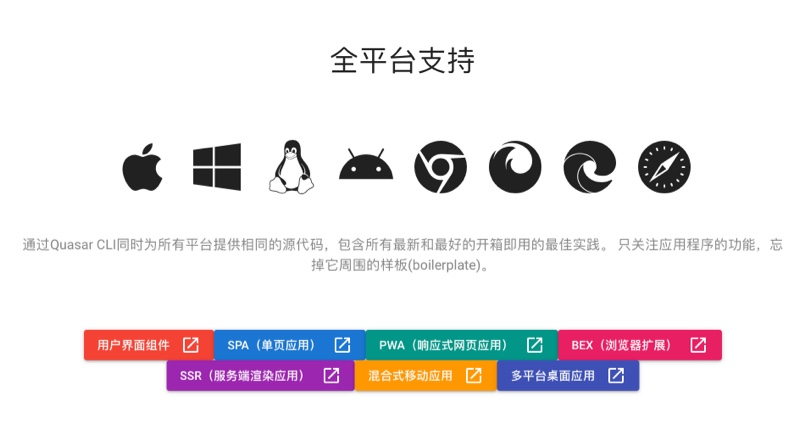 全平台支持
通过Quasar CLI同时为所有平台提供相同的源代码，包含所有最新和最好的开箱即用的最佳实践。 只关注应用程序的功能，忘
掉它周围的样板(boilerplate)。
用户界面组件 SPA（单页应用） PWA（响应式网页应用） BEX（浏览器扩展）
SSR（服务端渲染应用） 混合式移动应用 多平台桌面应用